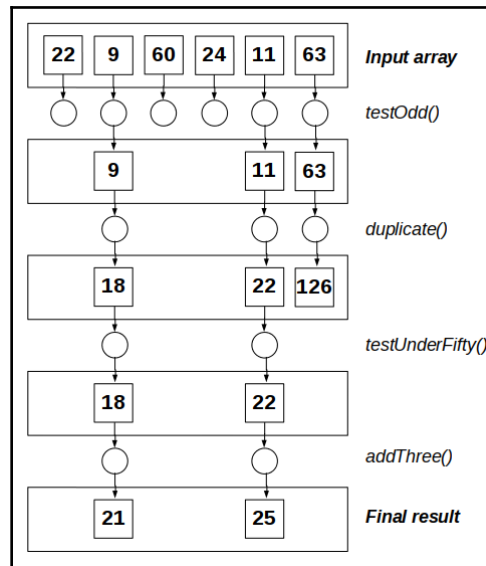 22 9 60 24 11 63 Input array
testOdd()
9 11 63
duplicate()
18 22 126
testUnderFifty()
18 22
addThree()
21 25 Final result